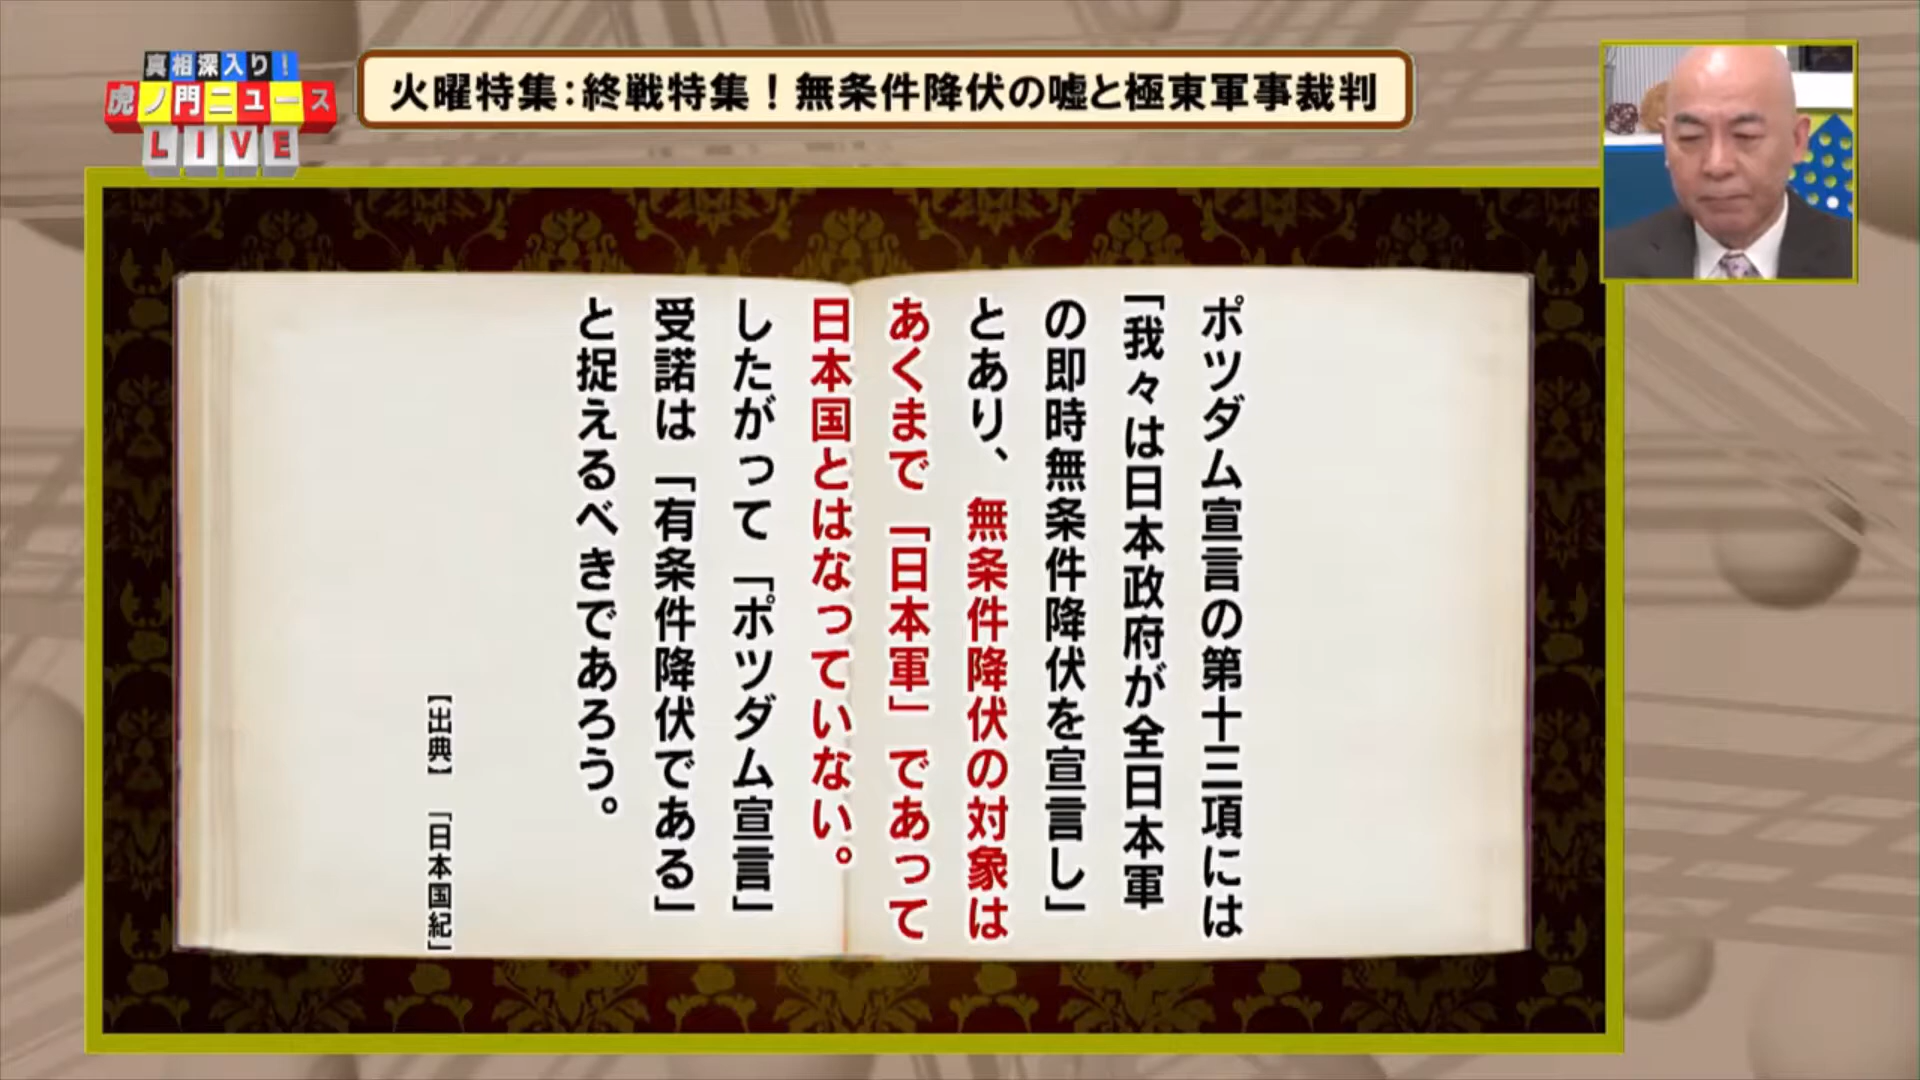 真相深入り!
虎ノ門ニュース
LIVE
火曜特集:終戦特集!無条件降伏の嘘と極東軍事裁判
ポツダム宣言の第十三項には
「我々は日本政府が全日本軍
の即時無条件降伏を宣言し」
とあり、無条件降伏の対象は
あくまで「日本軍」であって
日本国とはなっていない。
したがって「ポツダム宣言」
受諾は「有条件降伏である」
と捉えるべきであろう。
【出典】「日本国紀」